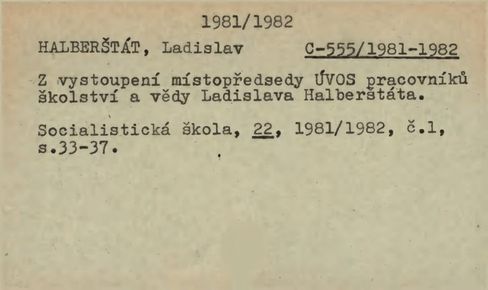 1981/1982
HALBERŠTÁT, Ladislav C-555/1981-1982
Z vystoupení místopředsedy ÚVOS pracovníků
školství a vědy Ladislava Halberštáta.
Socialistická škola, 22, 1981/1982, č.1,
s.33-37.